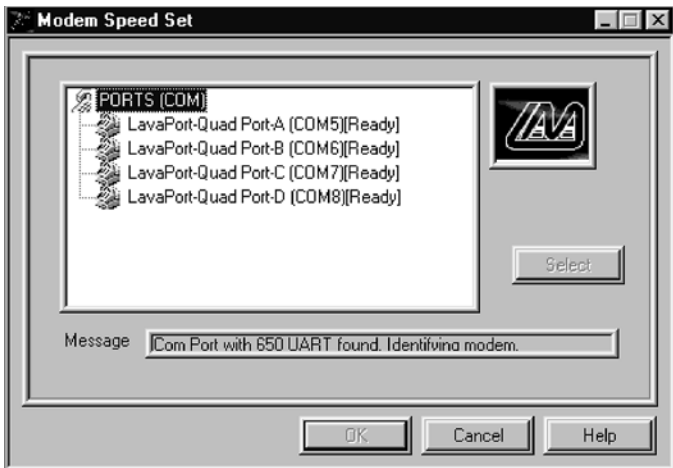 Modem Speed Set
PORTS (COM)
LavaPort-Quad Port-A (COM5)[Ready]
LavaPort-Quad Port-B (COM6)[Ready]
LavaPort-Quad Port-C (COM7)[Ready]
LavaPort-Quad Port-D (COM8)[Ready]
LAVA
Select
Message
Com Port with 650 UART found. Identifying modem.
OK
Cancel
Help